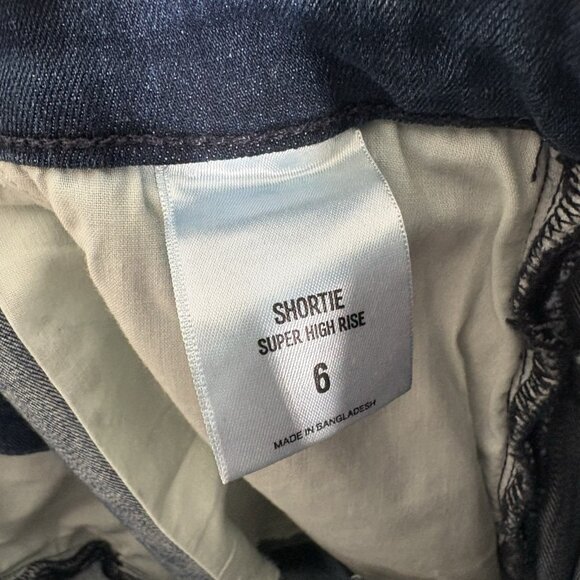 SHORTIE
SUPER HIGH RISE
6
MADE IN BANGLADESH